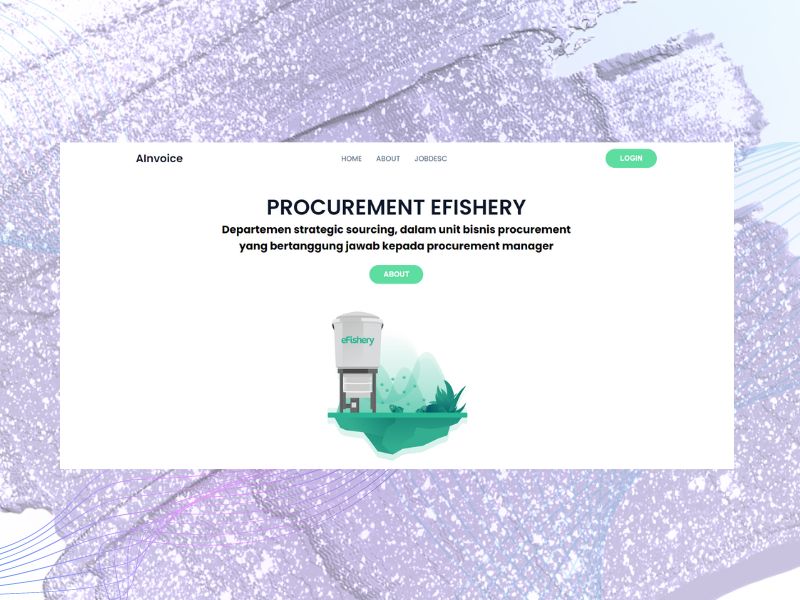 AInvoice
HOME ABOUT JOBDESC
LOGIN
PROCUREMENT EFISHERY
Departemen strategic sourcing, dalam unit bisnis procurement
yang bertanggung jawab kepada procurement manager
ABOUT
eFishery